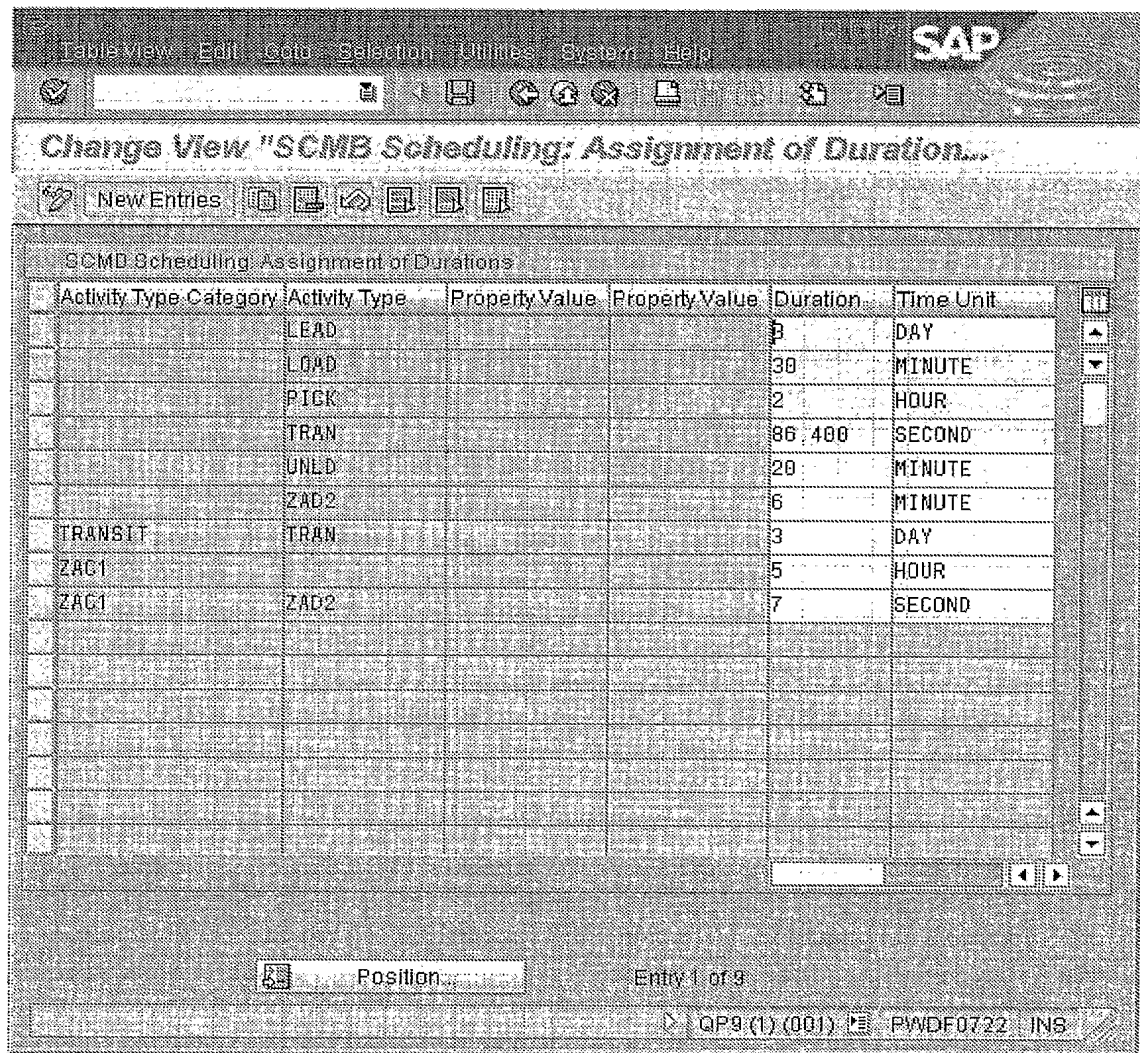 SAP
Table View Edit Goto Selection Utilities System Help
Change View "SCMB Scheduling: Assignment of Duration...
New Entries
SCMB Scheduling: Assignment of Durations
Activity Type Category Activity Type Property Value Property Value Duration Time Unit
LEAD DAY
LOAD 30 MINUTE
PICK 2 HOUR
TRAN 86,400 SECOND
UNLD 20 MINUTE
ZAD2 6 MINUTE
TRANSIT TRAN 3 DAY
ZAC1 5 HOUR
ZAC1 ZAD2 7 SECOND
Position...
Entry 1 of 9
QP9 (1) (001) PWDF0722 INS